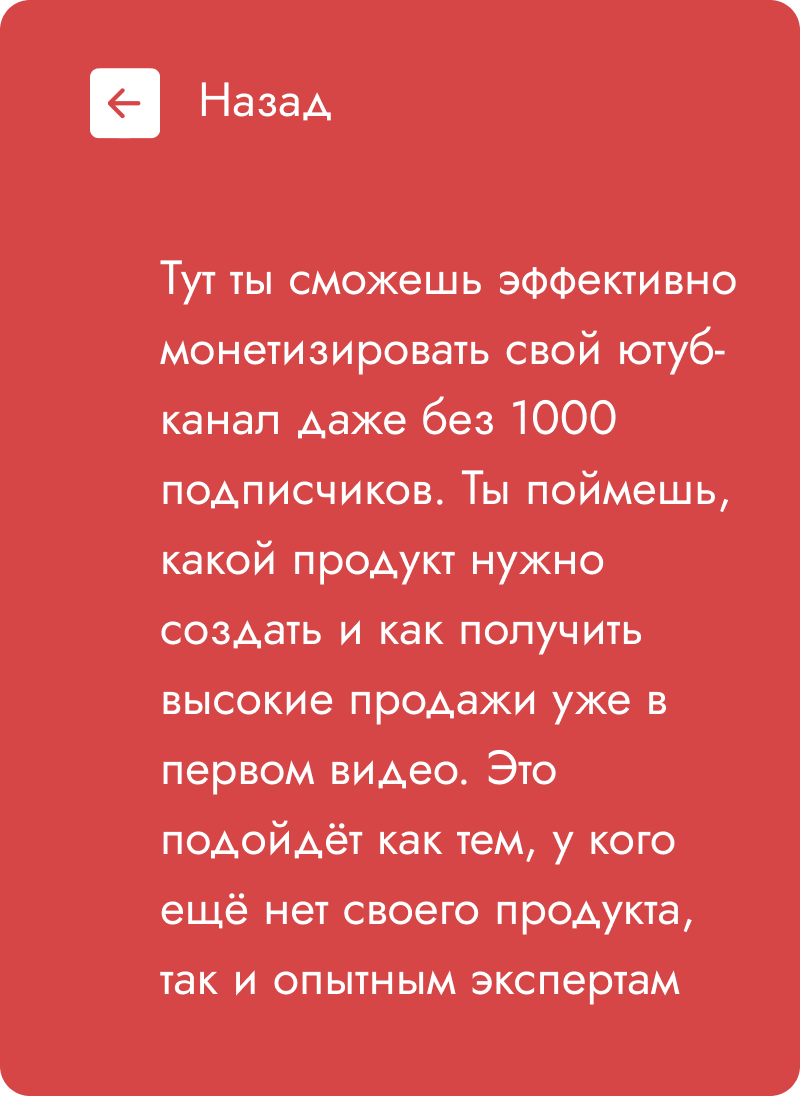 Назад
Тут ты сможешь эффективно
монетизировать свой ютуб-
канал даже без 1000
подписчиков. Ты поймешь,
какой продукт нужно
создать и как получить
высокие продажи уже в
первом видео. Это
подойдёт как тем, у кого
ещё нет своего продукта,
так и опытным экспертам